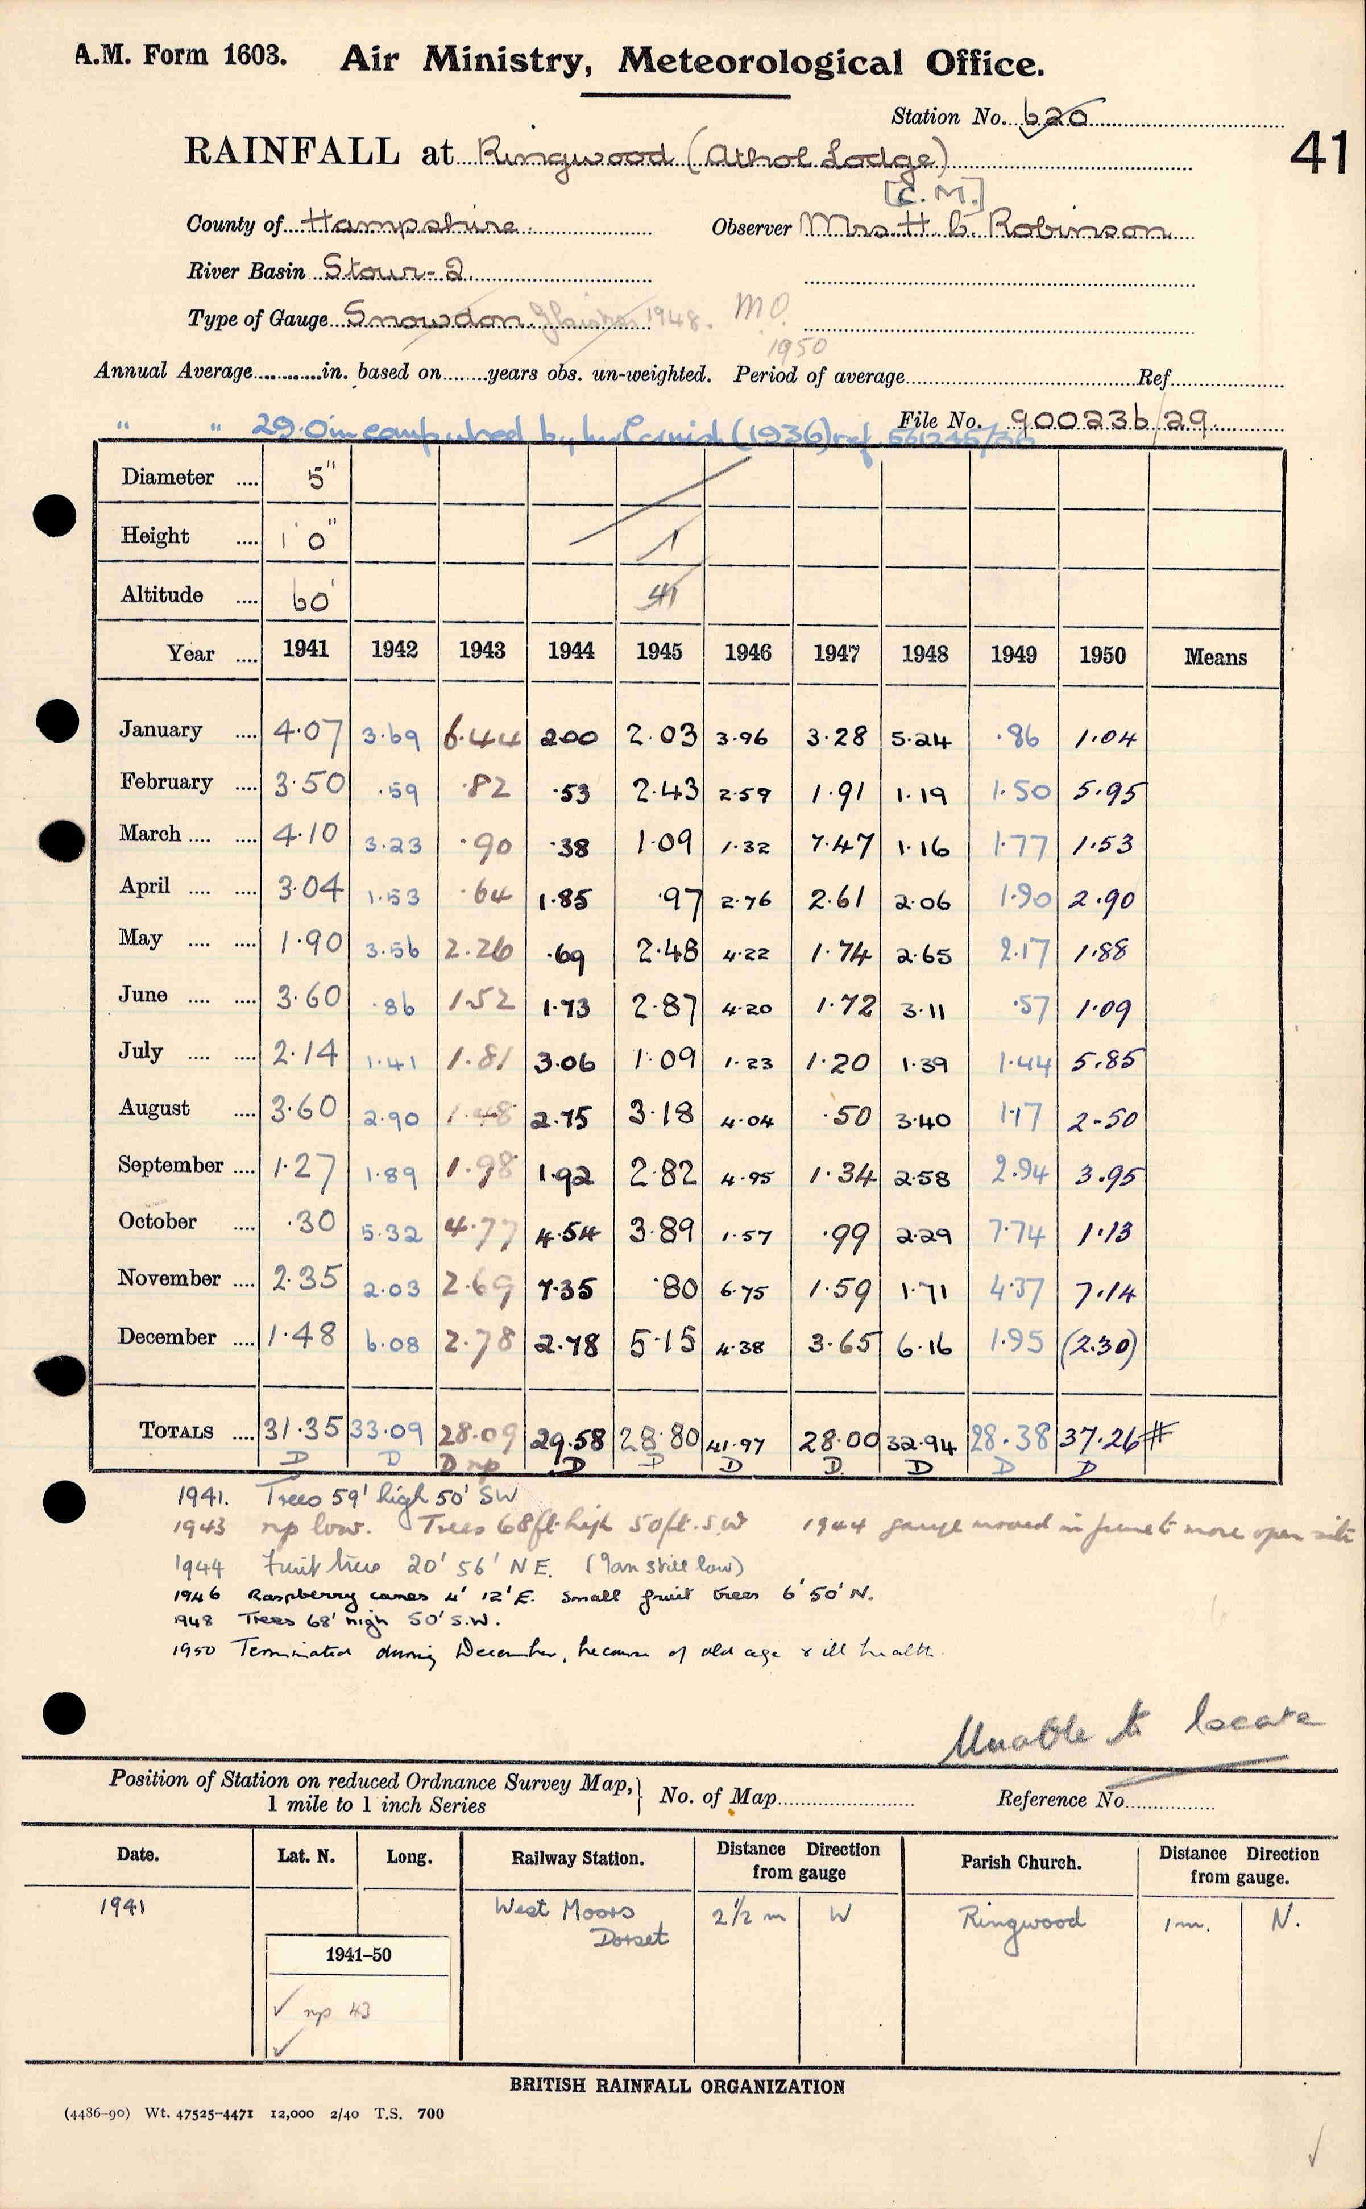 A.M. Form 1603. Air Ministry, Meteorological Office.
Station No. 620
41
RAINFALL at Ringwood (Athol Lodge)
[C. M.]
County of Hampshire Observer Mrs H. C. Robinson
River Basin Stour-2
Type of Gauge Snowdon 1948. M.O.
1950
Annual Average in. based on years obs. un-weighted. Period of average Ref
" " 29.0 in computed by (1936) ref 
File No. 900236/29
Diameter .... 5"
Height .... 1' 0"
Altitude .... 60'
Year .... 1941 1942 1943 1944 1945 1946 1947 1948 1949 1950 Means
January .... 4.07 3.69 6.44 2.00 2.03 3.96 3.28 5.24 .86 1.04
February .... 3.50 .59 .82 .53 2.43 2.59 1.91 1.19 1.50 5.95
March .... .... 4.10 3.23 .90 .38 1.09 1.32 7.47 1.16 1.77 1.53
April .... .... 3.04 1.53 .64 1.85 .97 2.76 2.61 2.06 1.90 2.90
May .... .... 1.90 3.56 2.26 .69 2.48 4.22 1.74 2.65 2.17 1.88
June .... .... 3.60 .86 1.52 1.73 2.87 4.20 1.72 3.11 .57 1.09
July .... .... 2.14 1.41 1.81 3.06 1.09 1.23 1.20 1.39 1.44 5.85
August .... 3.60 2.90 1.48 2.75 3.18 4.04 .50 3.40 1.17 2.50
September .... 1.27 1.89 1.98 1.92 2.82 4.95 1.34 2.58 2.94 3.95
October .... .30 5.32 4.77 4.54 3.89 1.57 .99 2.29 7.74 1.13
November .... 2.35 2.03 2.69 7.35 .80 6.75 1.59 1.71 4.37 7.14
December .... 1.48 6.08 2.78 2.78 5.15 4.38 3.65 6.16 1.95 (2.30)
TOTALS .... 31.35 33.09 28.09 29.58 28.80 41.97 28.00 32.94 28.38 37.26 #
D D D np D D D D D D D
1941. Trees 59' high 50' SW
1943 np low. Trees 68ft. high 50ft. S.W 1944 gauge moved in June to more open site
1944 Fruit trees 20' 56' NE. (9am still low)
1946 Raspberry canes 4' 12' E. Small fruit trees 6' 50' N.
1948 Trees 68' high 50' S.W.
1950 Terminated during December, because of old age & ill health.
Unable to locate
Position of Station on reduced Ordnance Survey Map, 1 mile to 1 inch Series } No. of Map Reference No
Date. Lat. N. Long. Railway Station. Distance Direction from gauge Parish Church. Distance Direction from gauge.
1941 West Moors Dorset 2½ m W Ringwood 1 m. N.
1941–50
np 43
BRITISH RAINFALL ORGANIZATION
(4486–90) Wt. 47525–4471 12,000 2/40 T.S. 700